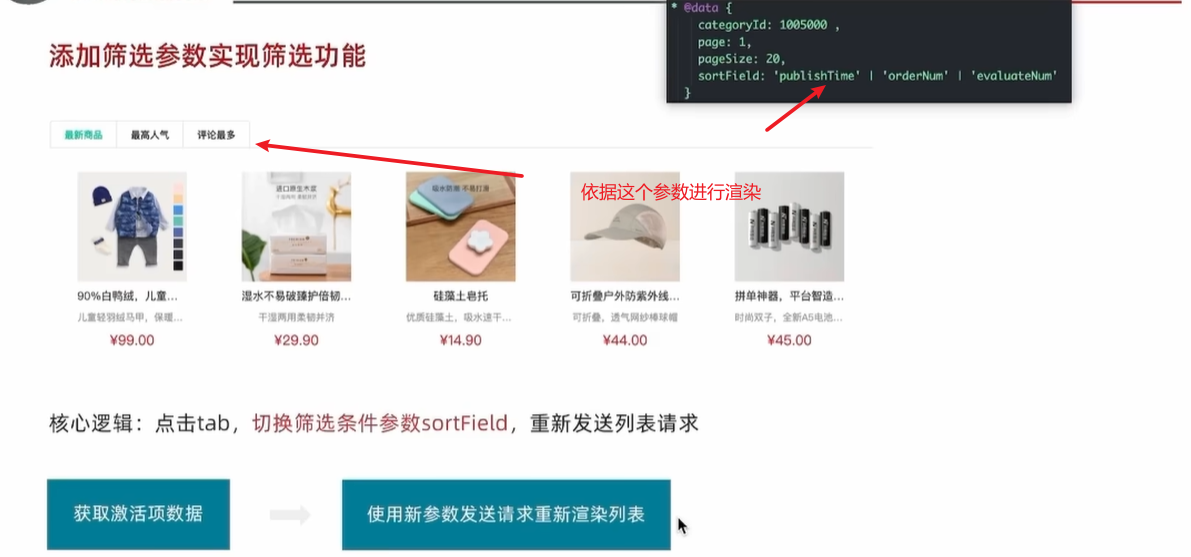 * @data {
categoryId: 1005000 ,
page: 1,
pageSize: 20,
sortField: 'publishTime' | 'orderNum' | 'evaluateNum'
}
添加筛选参数实现筛选功能
最新商品 最高人气 评论最多
进口原生木浆
吸水防潮 不易打滑
依据这个参数进行渲染
90%白鸭绒，儿童... 湿水不易破臻护倍韧... 硅藻土皂托 可折叠户外防紫外线... 拼单神器，平台智造...
儿童轻羽绒马甲，保暖... 干湿两用柔韧并济 优质硅藻土，吸水速干... 可折叠，透气网纱棒球帽 时尚双子，全新A5电池...
¥99.00 ¥29.90 ¥14.90 ¥44.00 ¥45.00
核心逻辑：点击tab，切换筛选条件参数sortField，重新发送列表请求
获取激活项数据 使用新参数发送请求重新渲染列表